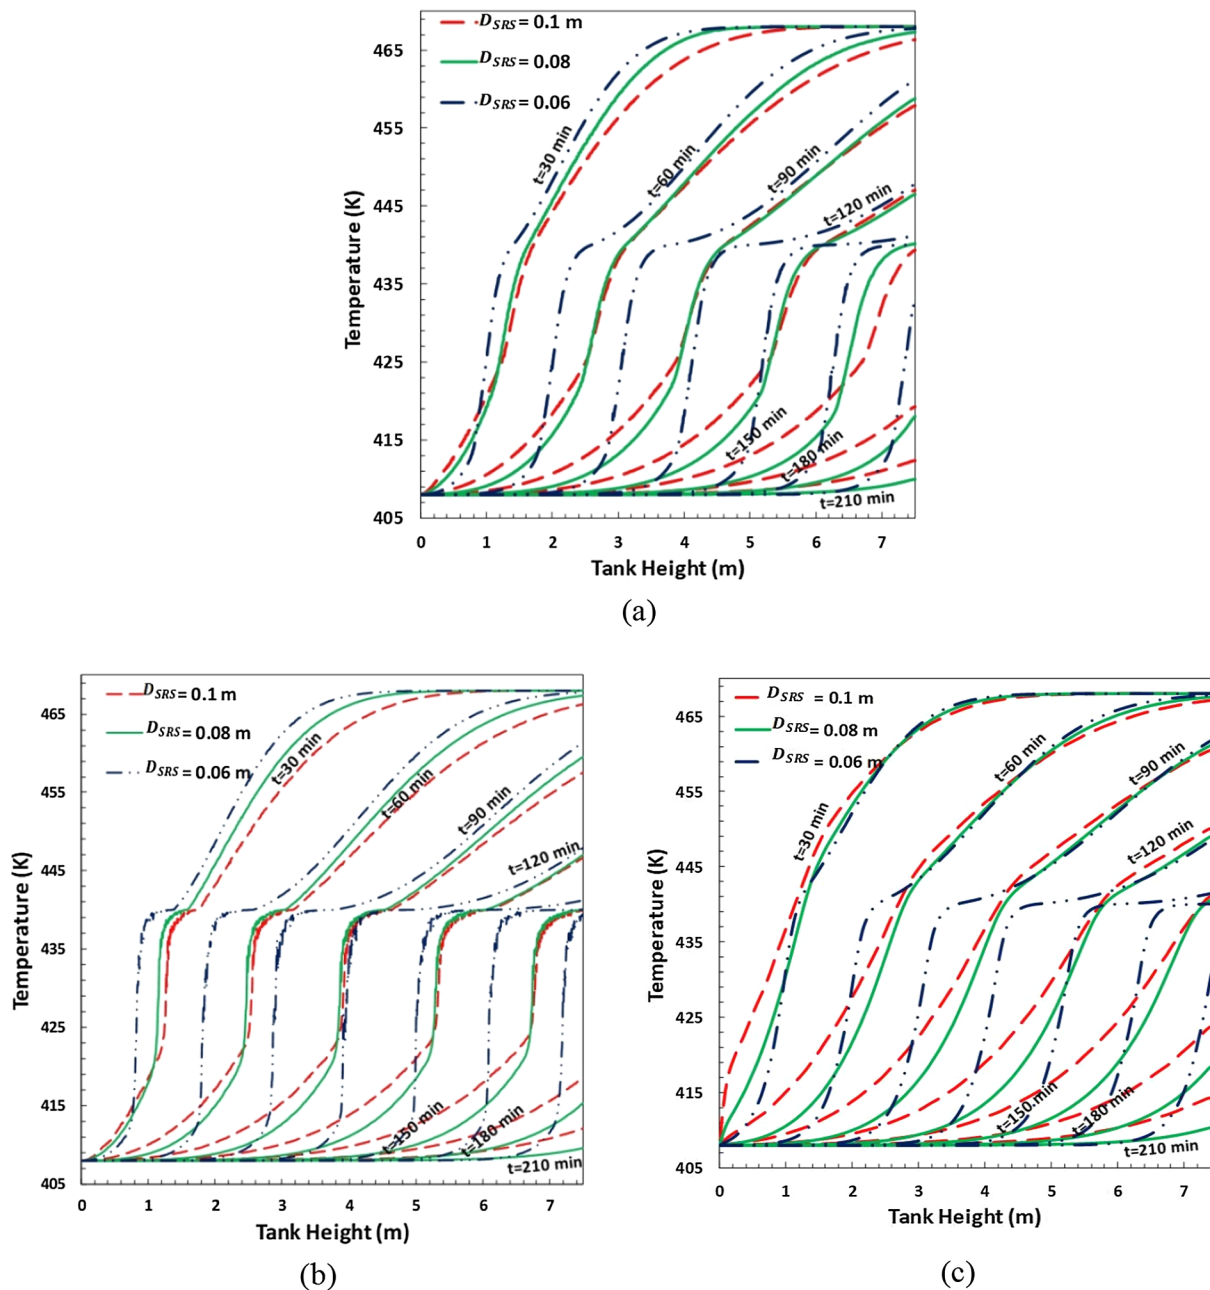 D_SRS = 0.1 m
D_SRS = 0.08
D_SRS = 0.06
t=30 min
t=60 min
t=90 min
t=120 min
t=150 min
t=180 min
t=210 min
465
455
445
435
425
415
405
Temperature (K)
0 1 2 3 4 5 6 7
Tank Height (m)
(a)
D_SRS = 0.1 m
D_SRS = 0.08 m
D_SRS = 0.06 m
t=30 min
t=60 min
t=90 min
t=120 min
t=150 min
t=180 min
t=210 min
465
455
445
435
425
415
405
Temperature (K)
0 1 2 3 4 5 6 7
Tank Height (m)
(b)
D_SRS = 0.1 m
D_SRS = 0.08 m
D_SRS = 0.06 m
t=30 min
t=60 min
t=90 min
t=120 min
t=150 min
t=180 min
t=210 min
465
455
445
435
425
415
405
Temperature (K)
0 1 2 3 4 5 6 7
Tank Height (m)
(c)